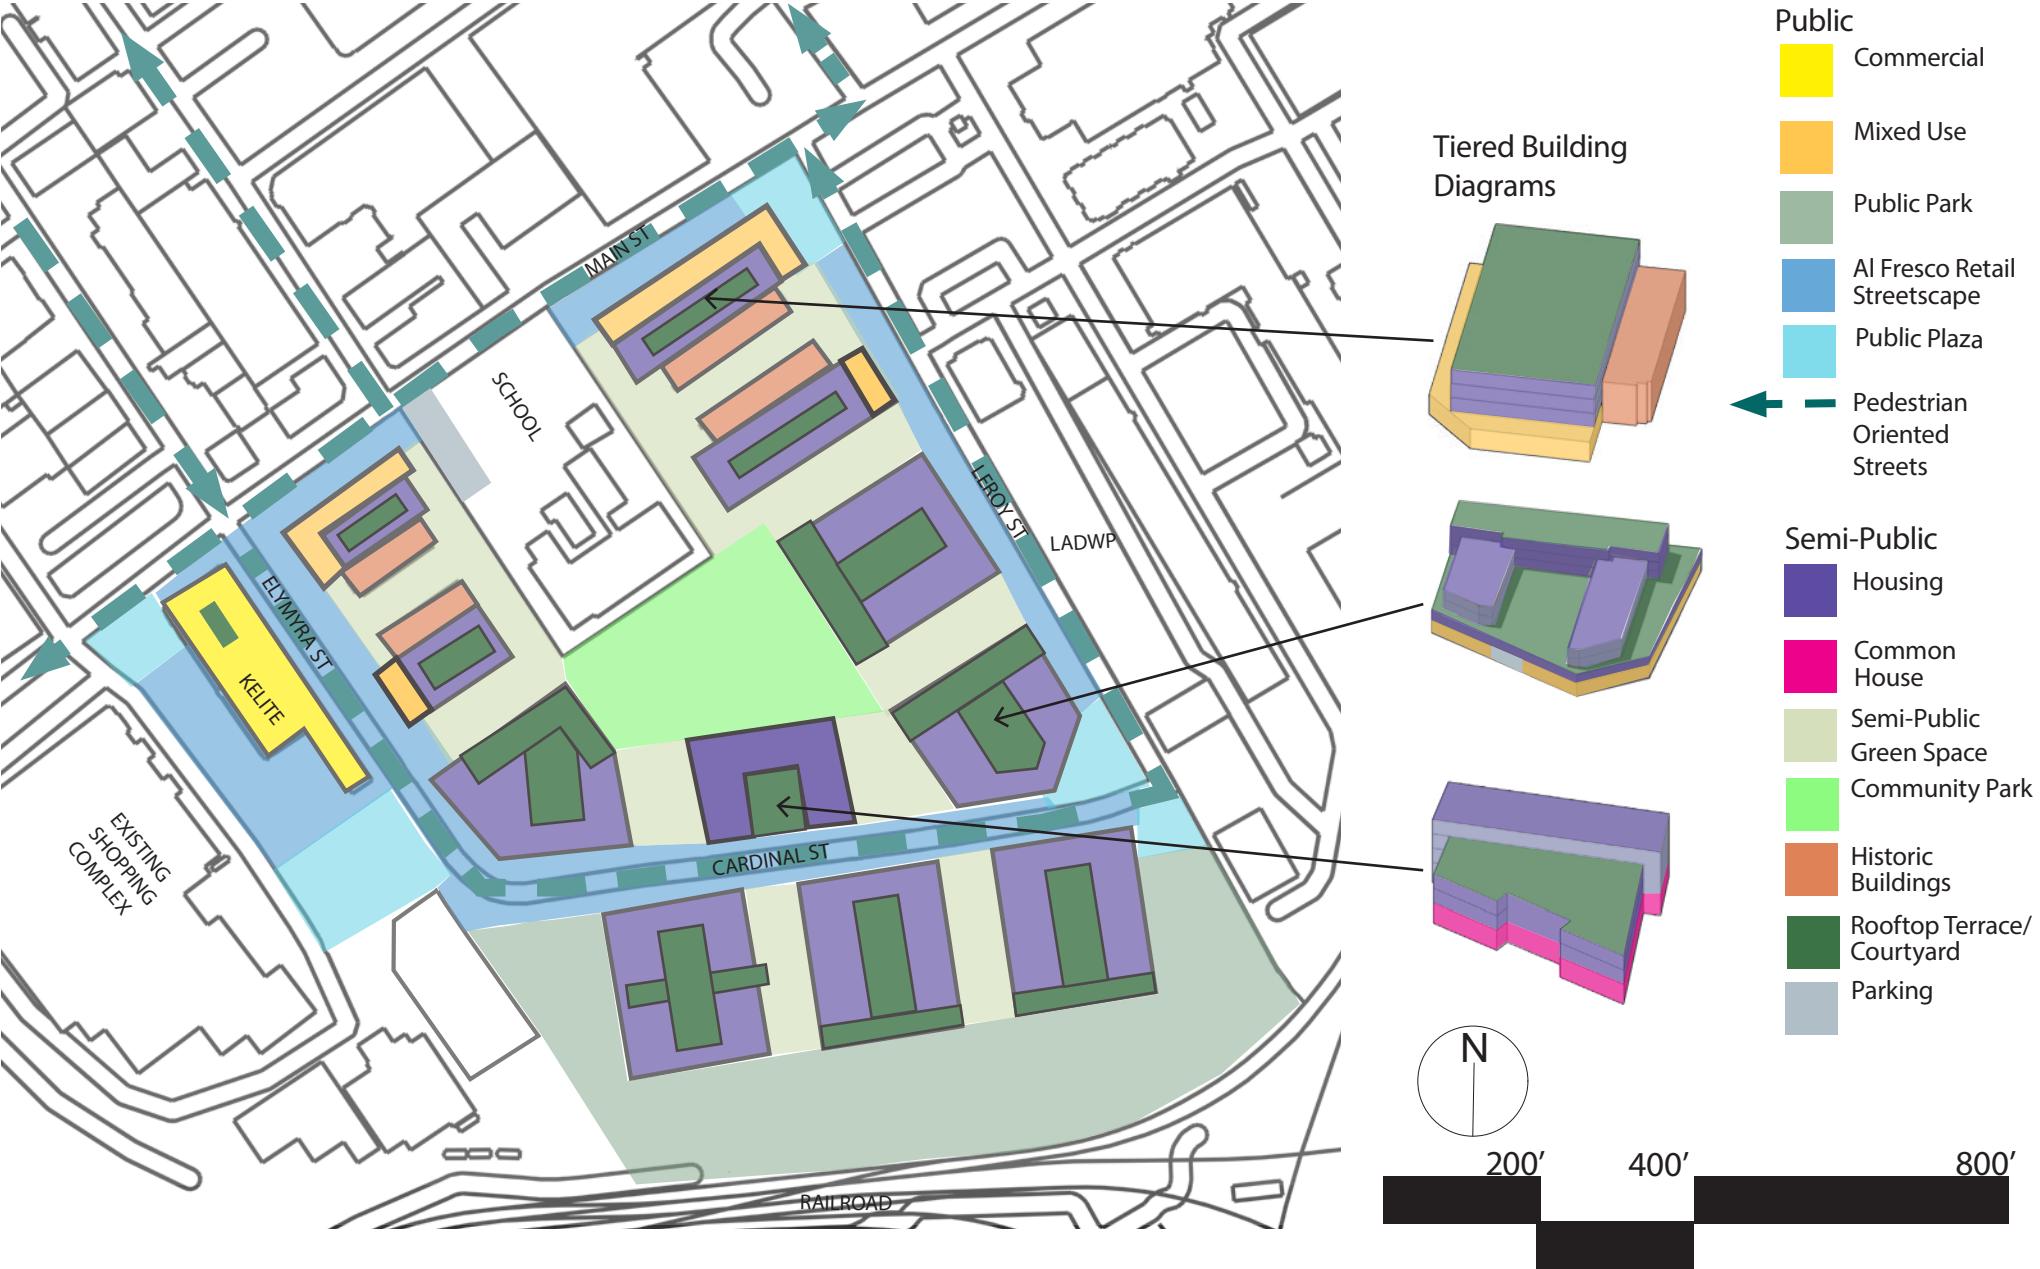 MAIN ST
SCHOOL
LEROY ST
LADWP
ELYMYRA ST
KELITE
EXISTING
SHOPPING
COMPLEX
CARDINAL ST
RAILROAD
Tiered Building
Diagrams
Public
Commercial
Mixed Use
Public Park
Al Fresco Retail
Streetscape
Public Plaza
Pedestrian
Oriented
Streets
Semi-Public
Housing
Common
House
Semi-Public
Green Space
Community Park
Historic
Buildings
Rooftop Terrace/
Courtyard
Parking
N
200’ 400’ 800’